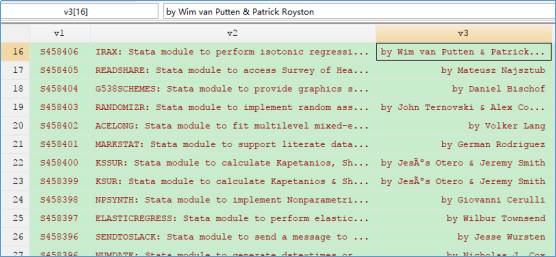 v3[16] by Wim van Putten & Patrick Royston
v1 v2 v3
16 S458406 IRAX: Stata module to perform isotonic regressi... by Wim van Putten & Patrick...
17 S458405 READSHARE: Stata module to access Survey of Hea... by Mateusz Najsztub
18 S458404 G538SCHEMES: Stata module to provide graphics s... by Daniel Bischof
19 S458403 RANDOMIZR: Stata module to implement random ass... by John Ternovski & Alex Co...
20 S458402 ACELONG: Stata module to fit multilevel mixed-e... by Volker Lang
21 S458401 MARKSTAT: Stata module to support literate data... by German Rodriguez
22 S458400 KSSUR: Stata module to calculate Kapetanios, Sh... by JesÃºs Otero & Jeremy Smith
23 S458399 KSUR: Stata module to calculate Kapetanios & Sh... by JesÃºs Otero & Jeremy Smith
24 S458398 NPSYNTH: Stata module to implement Nonparametri... by Giovanni Cerulli
25 S458397 ELASTICREGRESS: Stata module to perform elastic... by Wilbur Townsend
26 S458396 SENDTOSLACK: Stata module to send a message to ... by Jesse Wursten
27 S458396 NUMDATE: Stata module to generate datetimes or by Nicholas J. Cox